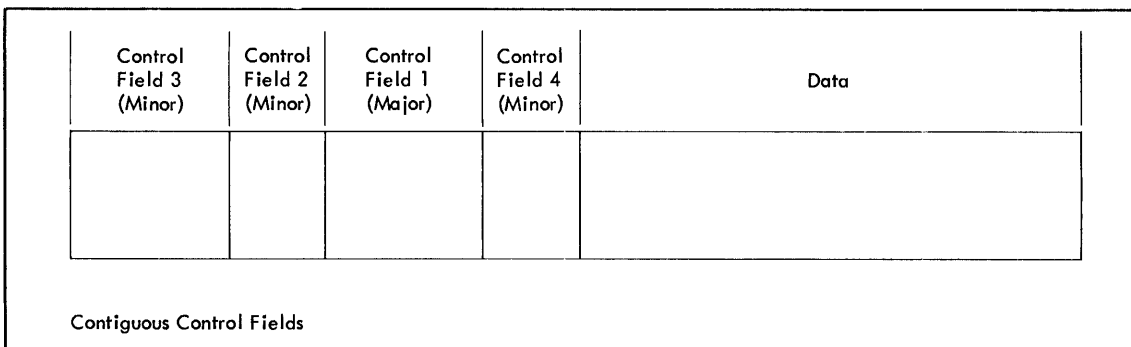 Control Field 3 (Minor)
Control Field 2 (Minor)
Control Field 1 (Major)
Control Field 4 (Minor)
Data
Contiguous Control Fields